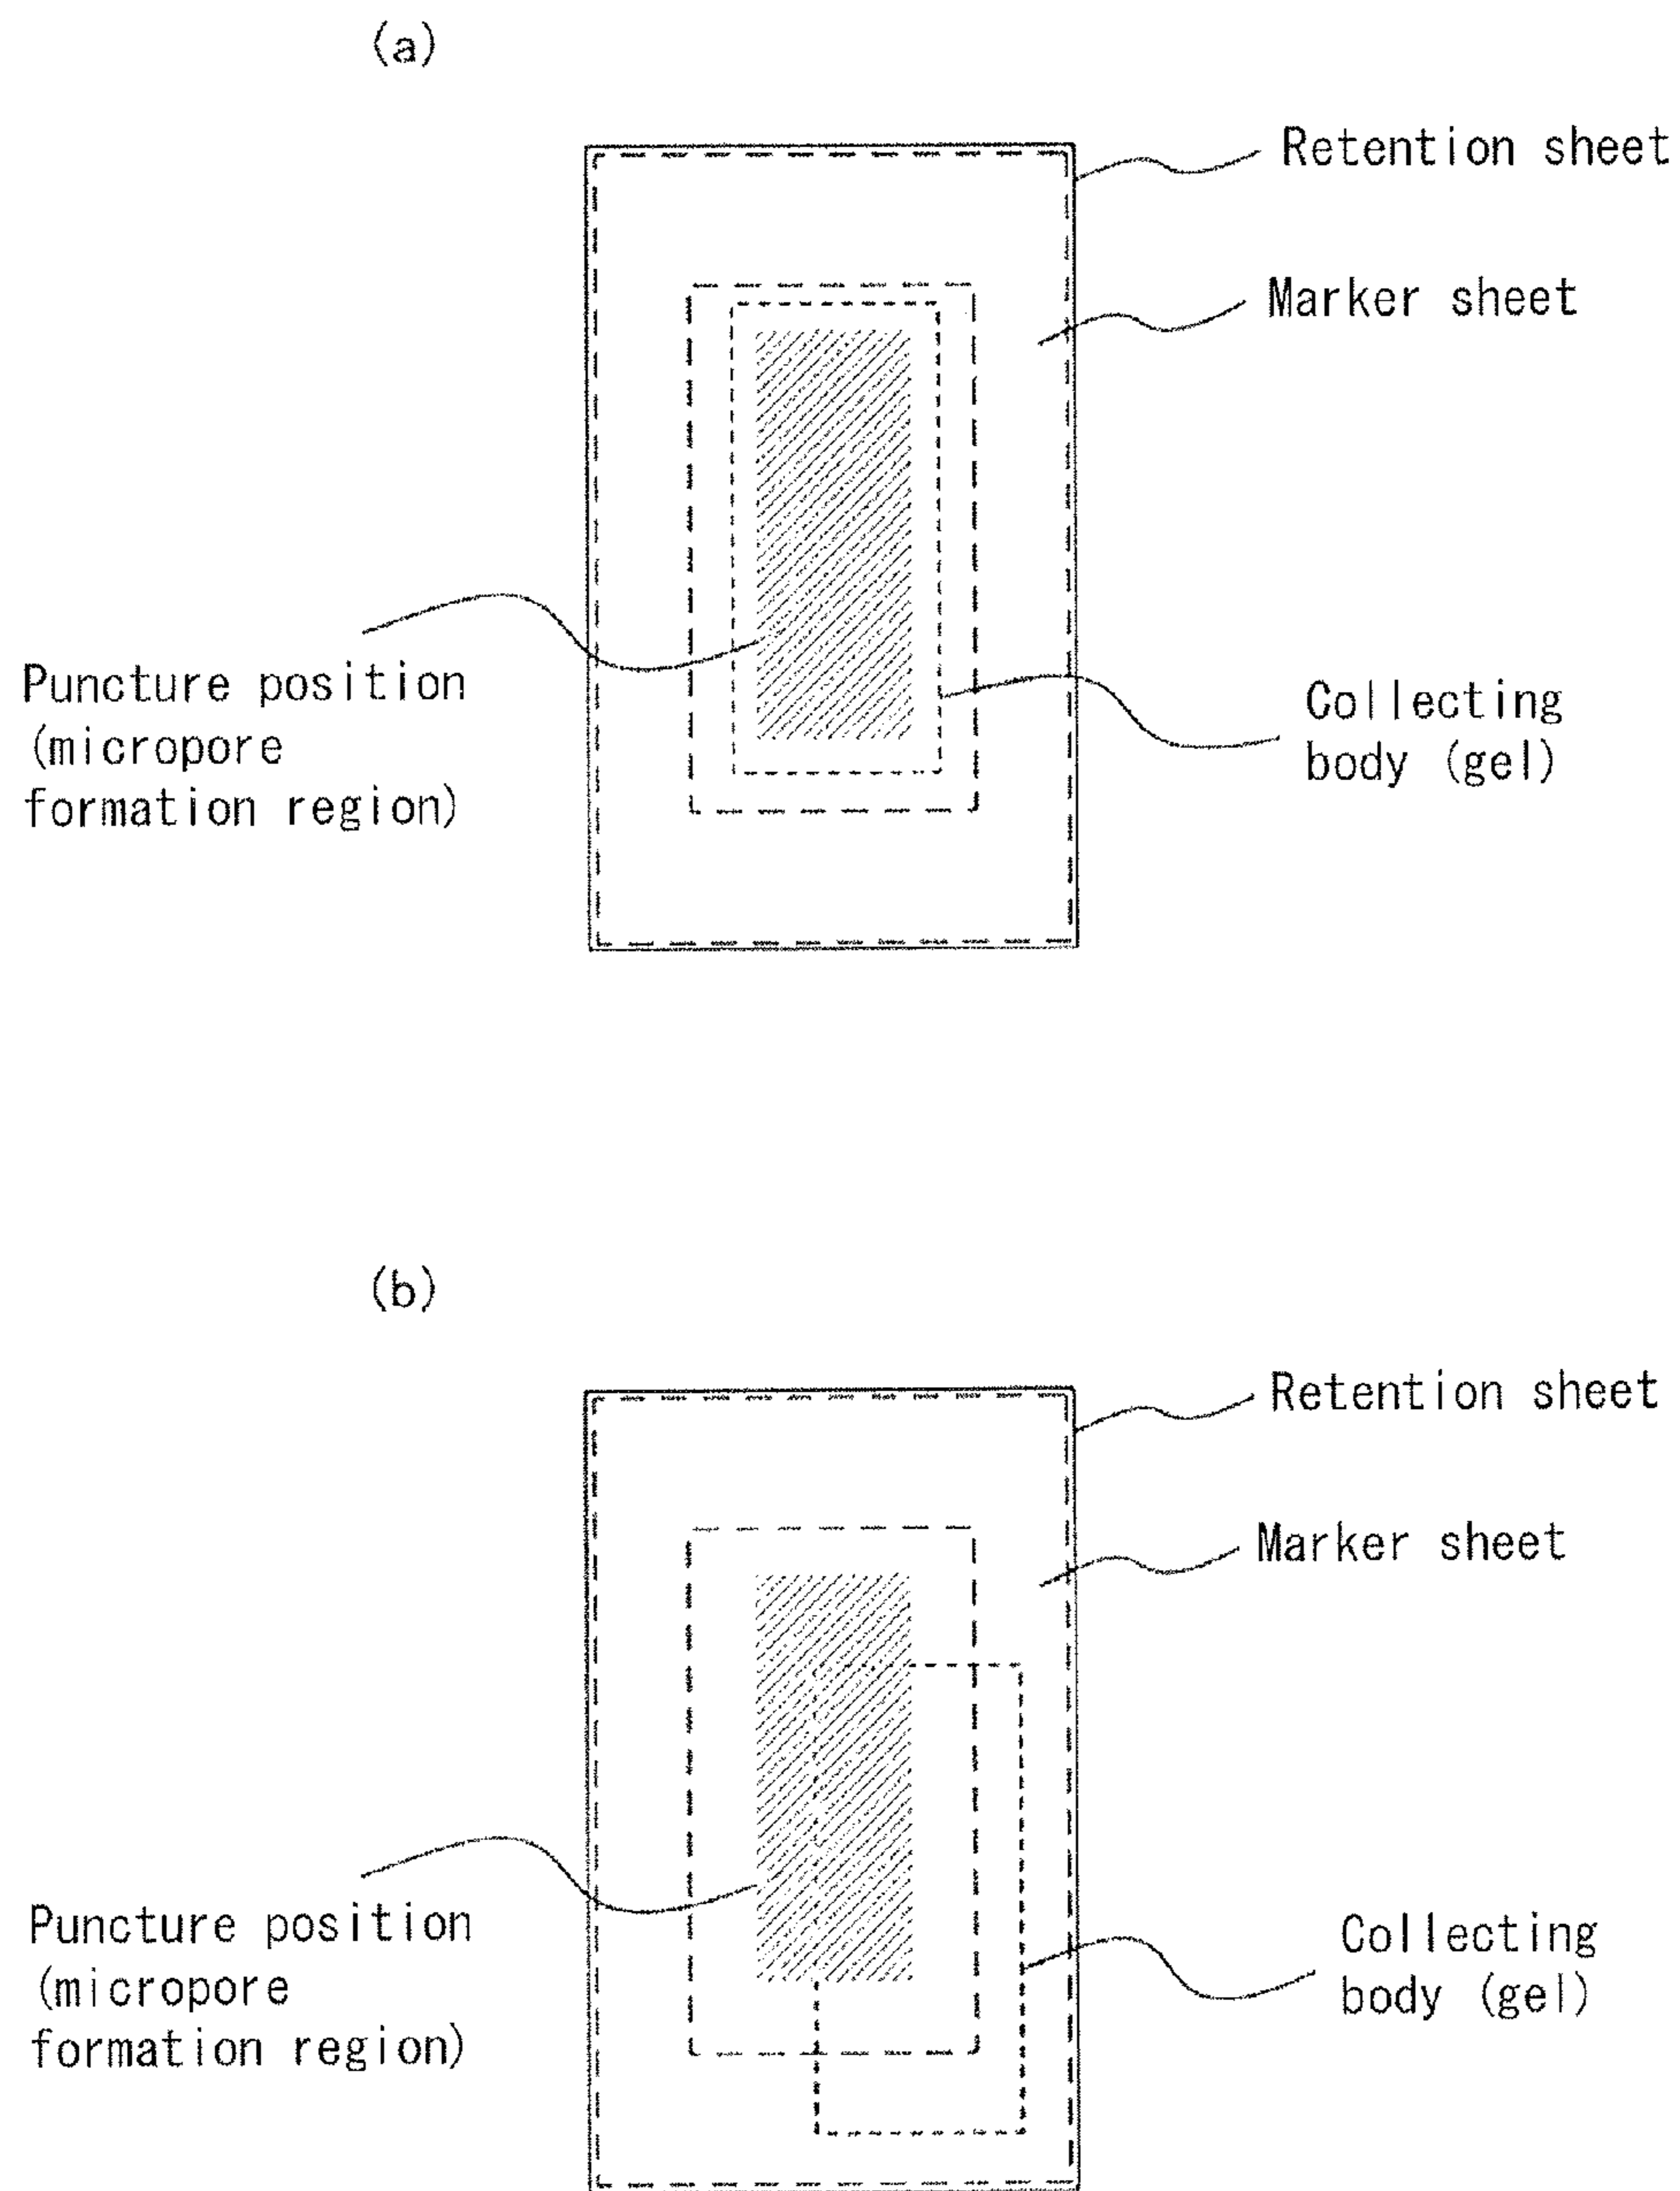 (a)
Retention sheet
Marker sheet
Puncture position
(micropore
formation region)
Collecting
body (gel)
(b)
Retention sheet
Marker sheet
Puncture position
(micropore
formation region)
Collecting
body (gel)